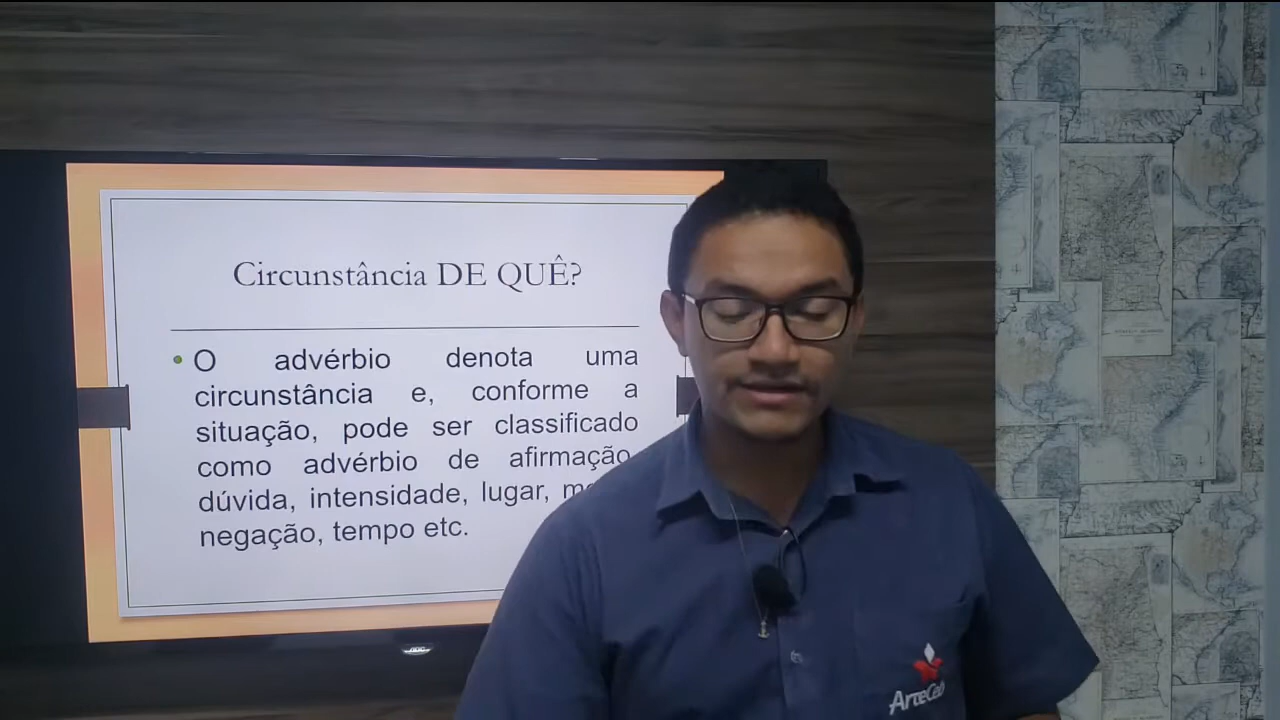 Circunstância DE QUÊ?
O advérbio denota uma
circunstância e, conforme a
situação, pode ser classificado
como advérbio de afirmação,
dúvida, intensidade, lugar,
negação, tempo etc.
AOC